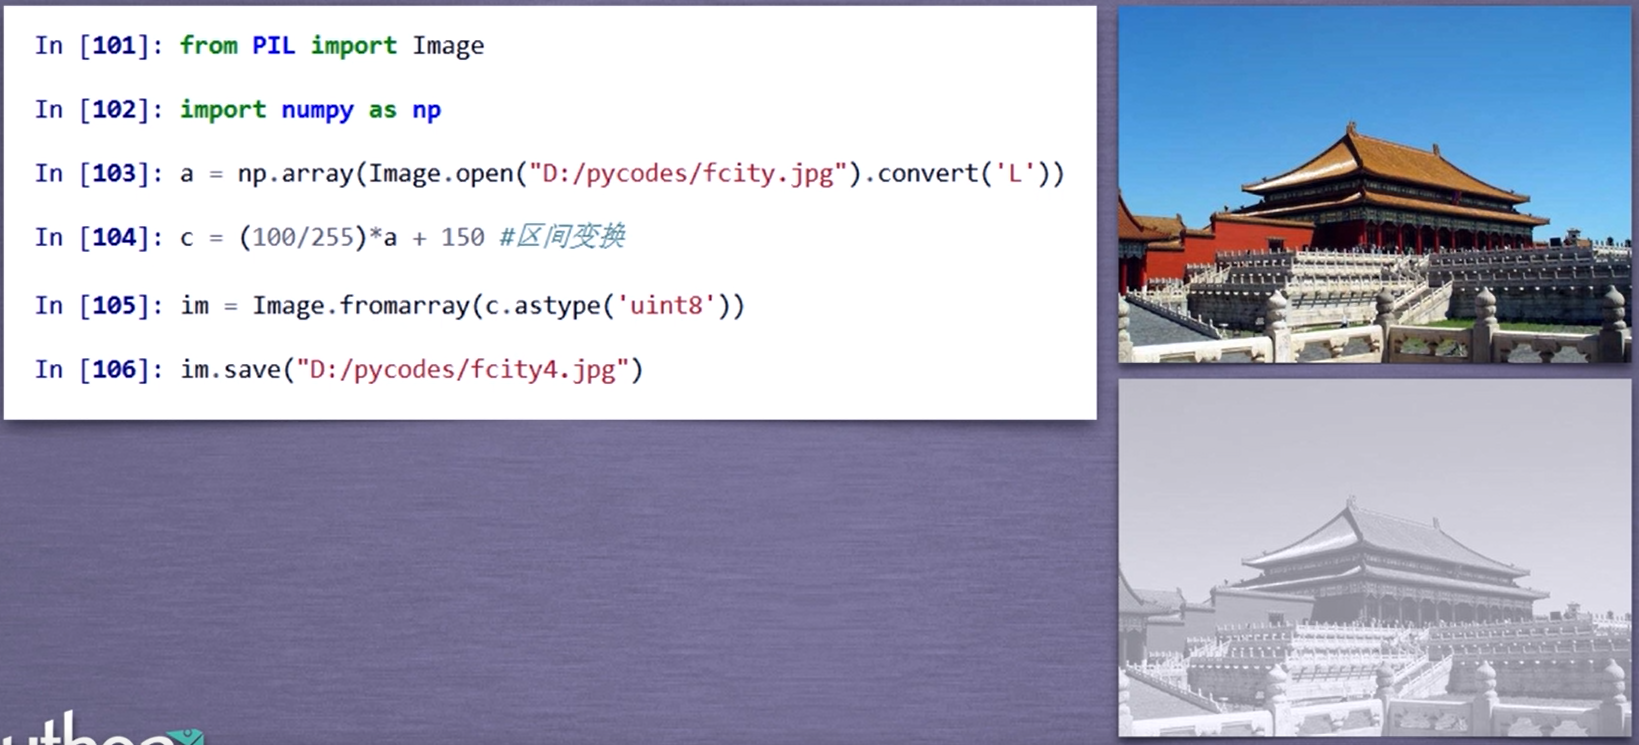 In [101]: from PIL import Image
In [102]: import numpy as np
In [103]: a = np.array(Image.open("D:/pycodes/fcity.jpg").convert('L'))
In [104]: c = (100/255)*a + 150 #区间变换
In [105]: im = Image.fromarray(c.astype('uint8'))
In [106]: im.save("D:/pycodes/fcity4.jpg")